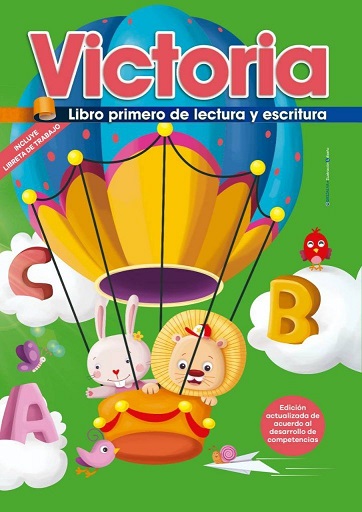 Victoria
Libro primero de lectura y escritura
INCLUYE
LIBRETA DE TRABAJO
C
B
A
Edición
actualizada de
acuerdo al
desarrollo de
competencias